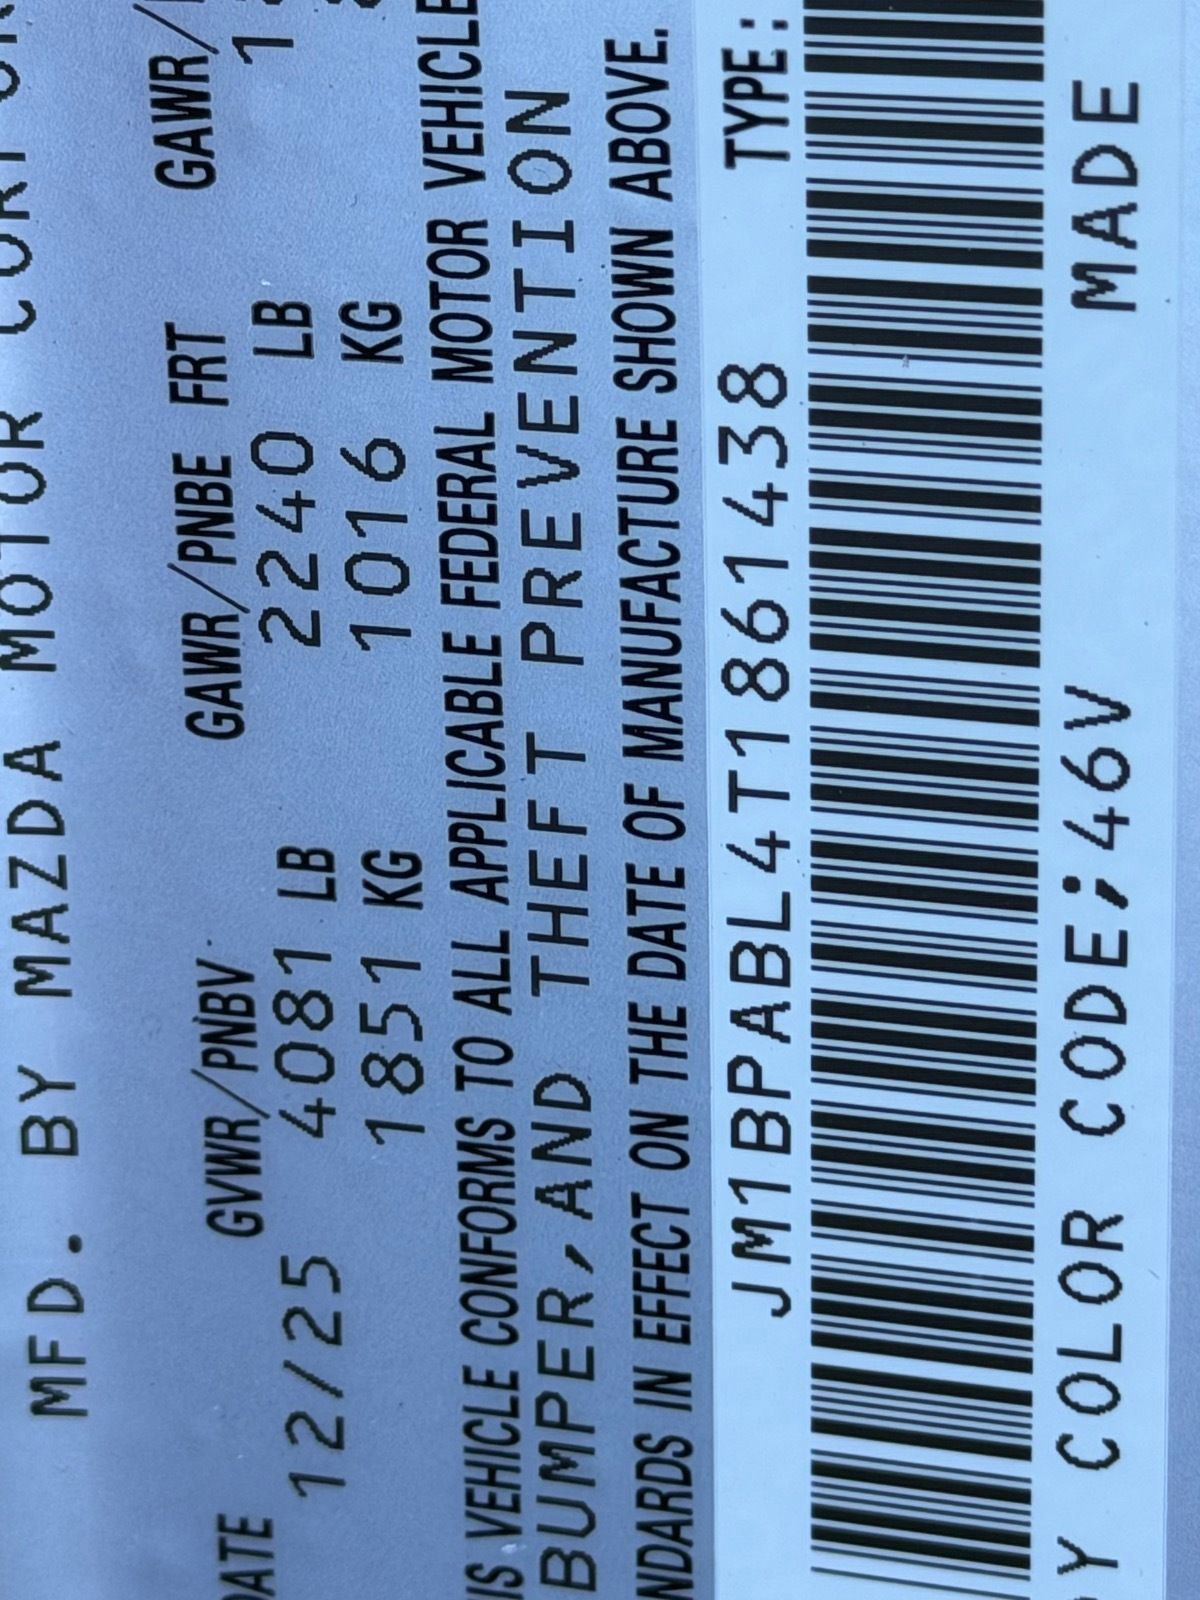 MFD. BY MAZDA MOTOR
DATE GVWR/PNBV GAWR/PNBE FRT GAWR/
12/25 4081 LB 2240 LB
1851 KG 1016 KG
VEHICLE CONFORMS TO ALL APPLICABLE FEDERAL MOTOR VEHICLE
BUMPER, AND THEFT PREVENTION
IN EFFECT ON THE DATE OF MANUFACTURE SHOWN ABOVE.
JM1BPABL4T1861438 TYPE:
COLOR CODE;46V MADE